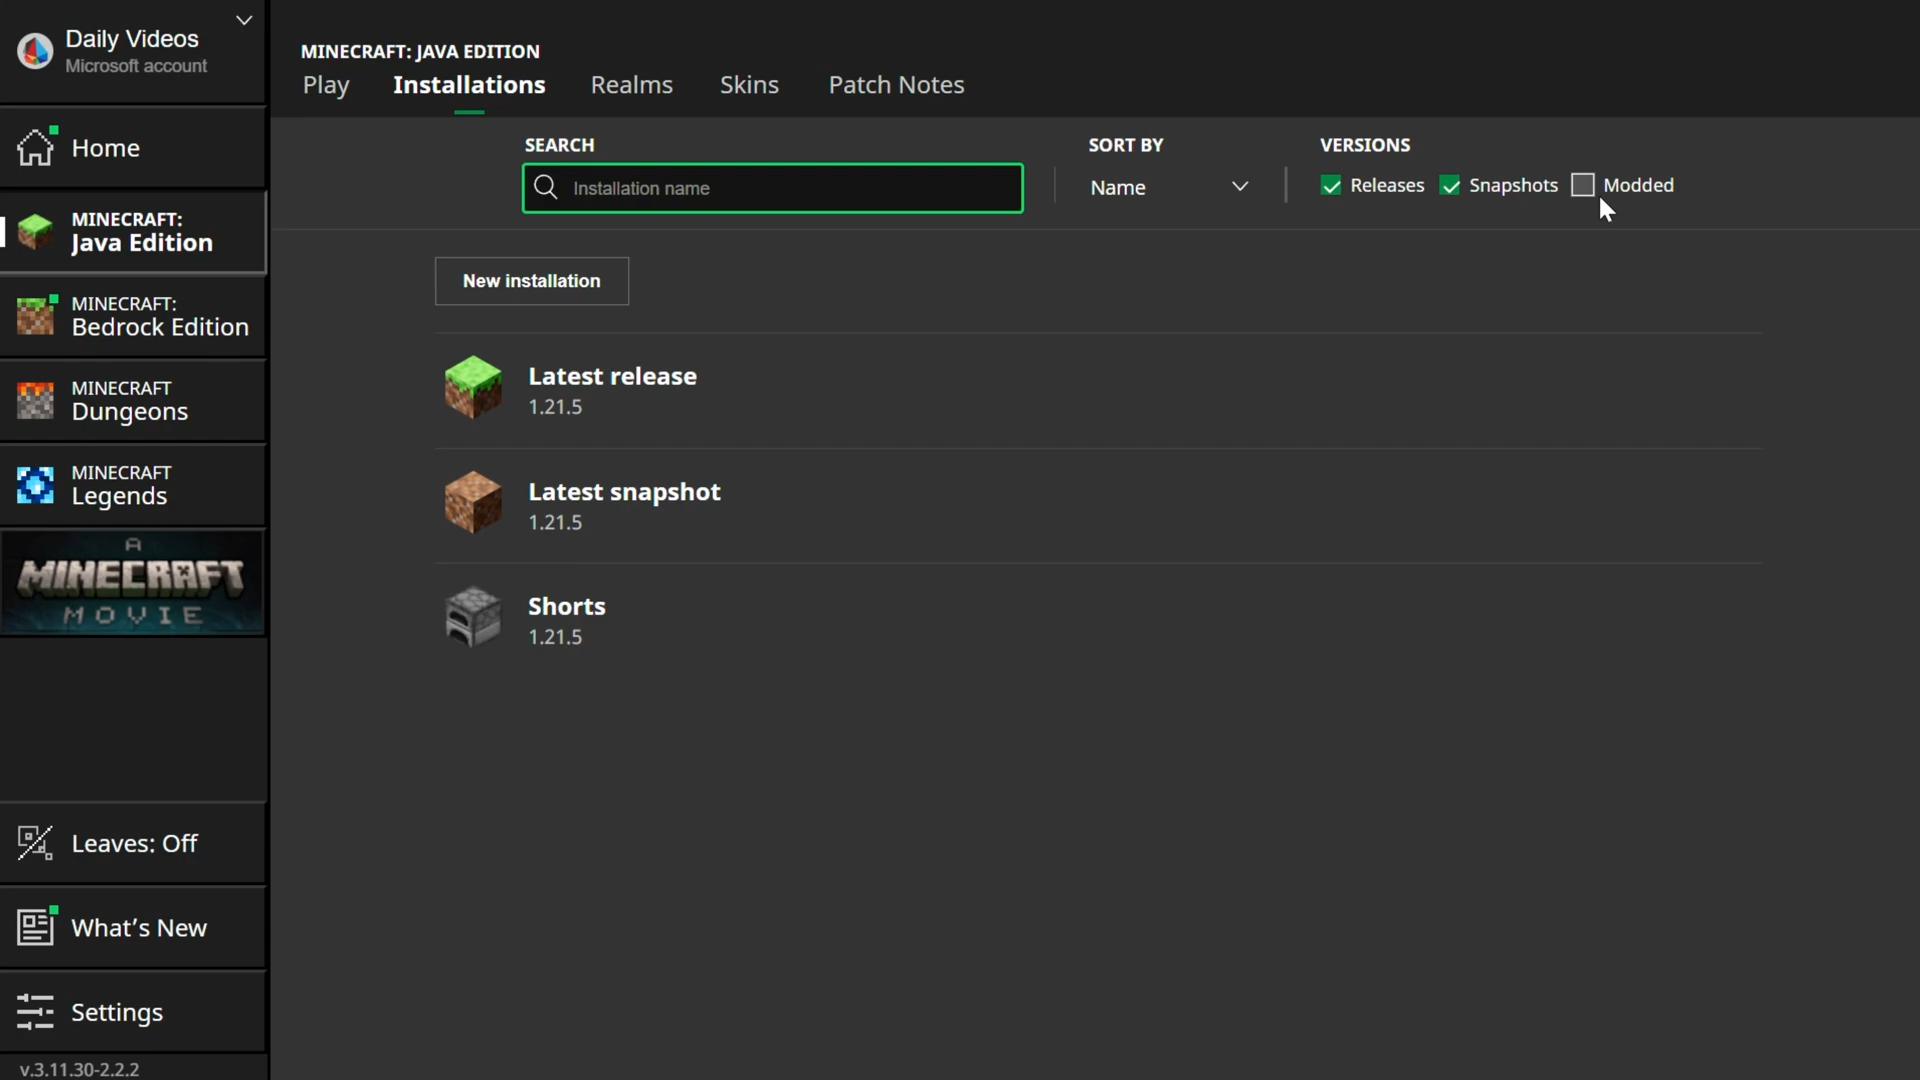 Daily Videos
Microsoft account
Home
MINECRAFT:
Java Edition
MINECRAFT:
Bedrock Edition
MINECRAFT
Dungeons
MINECRAFT
Legends
A
MINECRAFT
MOVIE
Leaves: Off
What's New
Settings
v.3.11.30-2.2.2
MINECRAFT: JAVA EDITION
Play Installations Realms Skins Patch Notes
SEARCH SORT BY VERSIONS
Installation name Name Releases Snapshots Modded
New installation
Latest release
1.21.5
Latest snapshot
1.21.5
Shorts
1.21.5